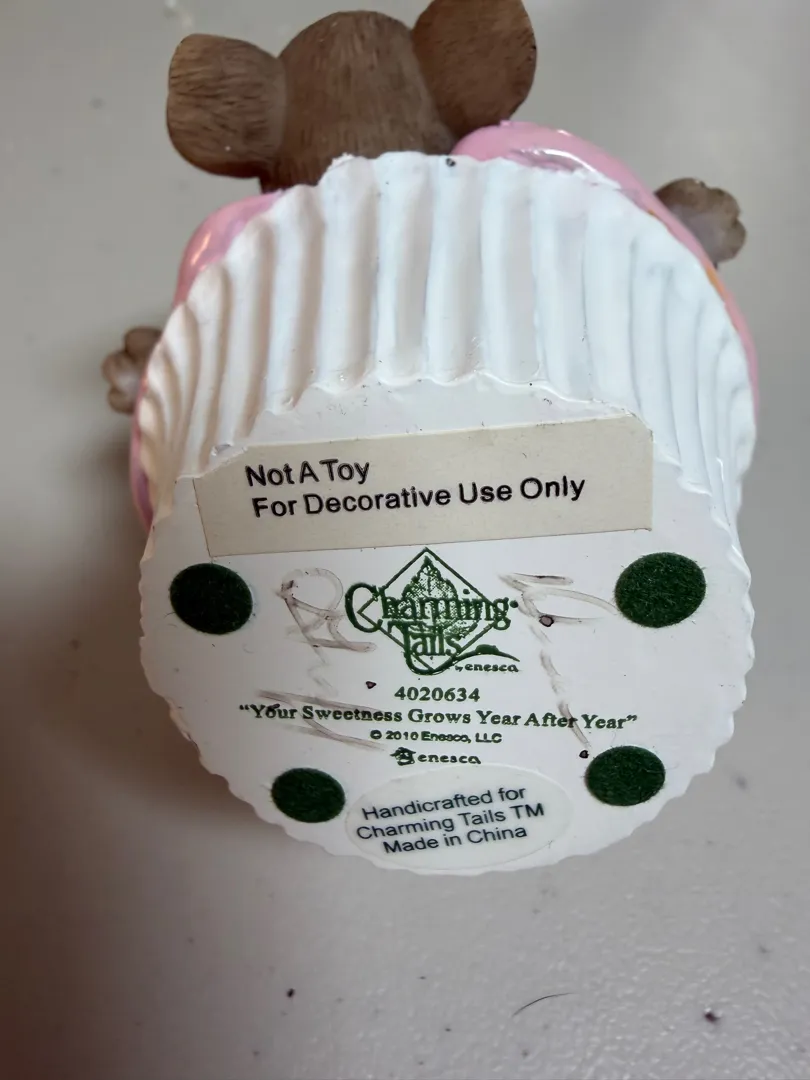 Not A Toy
For Decorative Use Only
Charming
Tails
by enesco
4020634
“Your Sweetness Grows Year After Year”
© 2010 Enesco, LLC
enesco
Handicrafted for
Charming Tails TM
Made in China